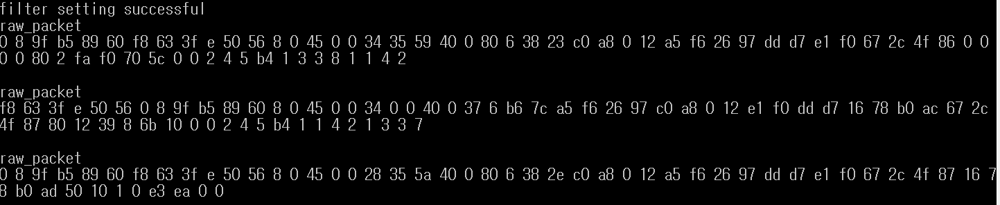 filter setting successful
raw_packet
0 8 9f b5 89 60 f8 63 3f e 50 56 8 0 45 0 0 34 35 59 40 0 80 6 38 23 c0 a8 0 12 a5 f6 26 97 dd d7 e1 f0 67 2c 4f 86 0 0
0 0 80 2 fa f0 70 5c 0 0 2 4 5 b4 1 3 3 8 1 1 4 2
raw_packet
f8 63 3f e 50 56 0 8 9f b5 89 60 8 0 45 0 0 34 0 0 40 0 37 6 b6 7c a5 f6 26 97 c0 a8 0 12 e1 f0 dd d7 16 78 b0 ac 67 2c
4f 87 80 12 39 8 6b 10 0 0 2 4 5 b4 1 1 4 2 1 3 3 7
raw_packet
0 8 9f b5 89 60 f8 63 3f e 50 56 8 0 45 0 0 28 35 5a 40 0 80 6 38 2e c0 a8 0 12 a5 f6 26 97 dd d7 e1 f0 67 2c 4f 87 16 7
8 b0 ad 50 10 1 0 e3 ea 0 0